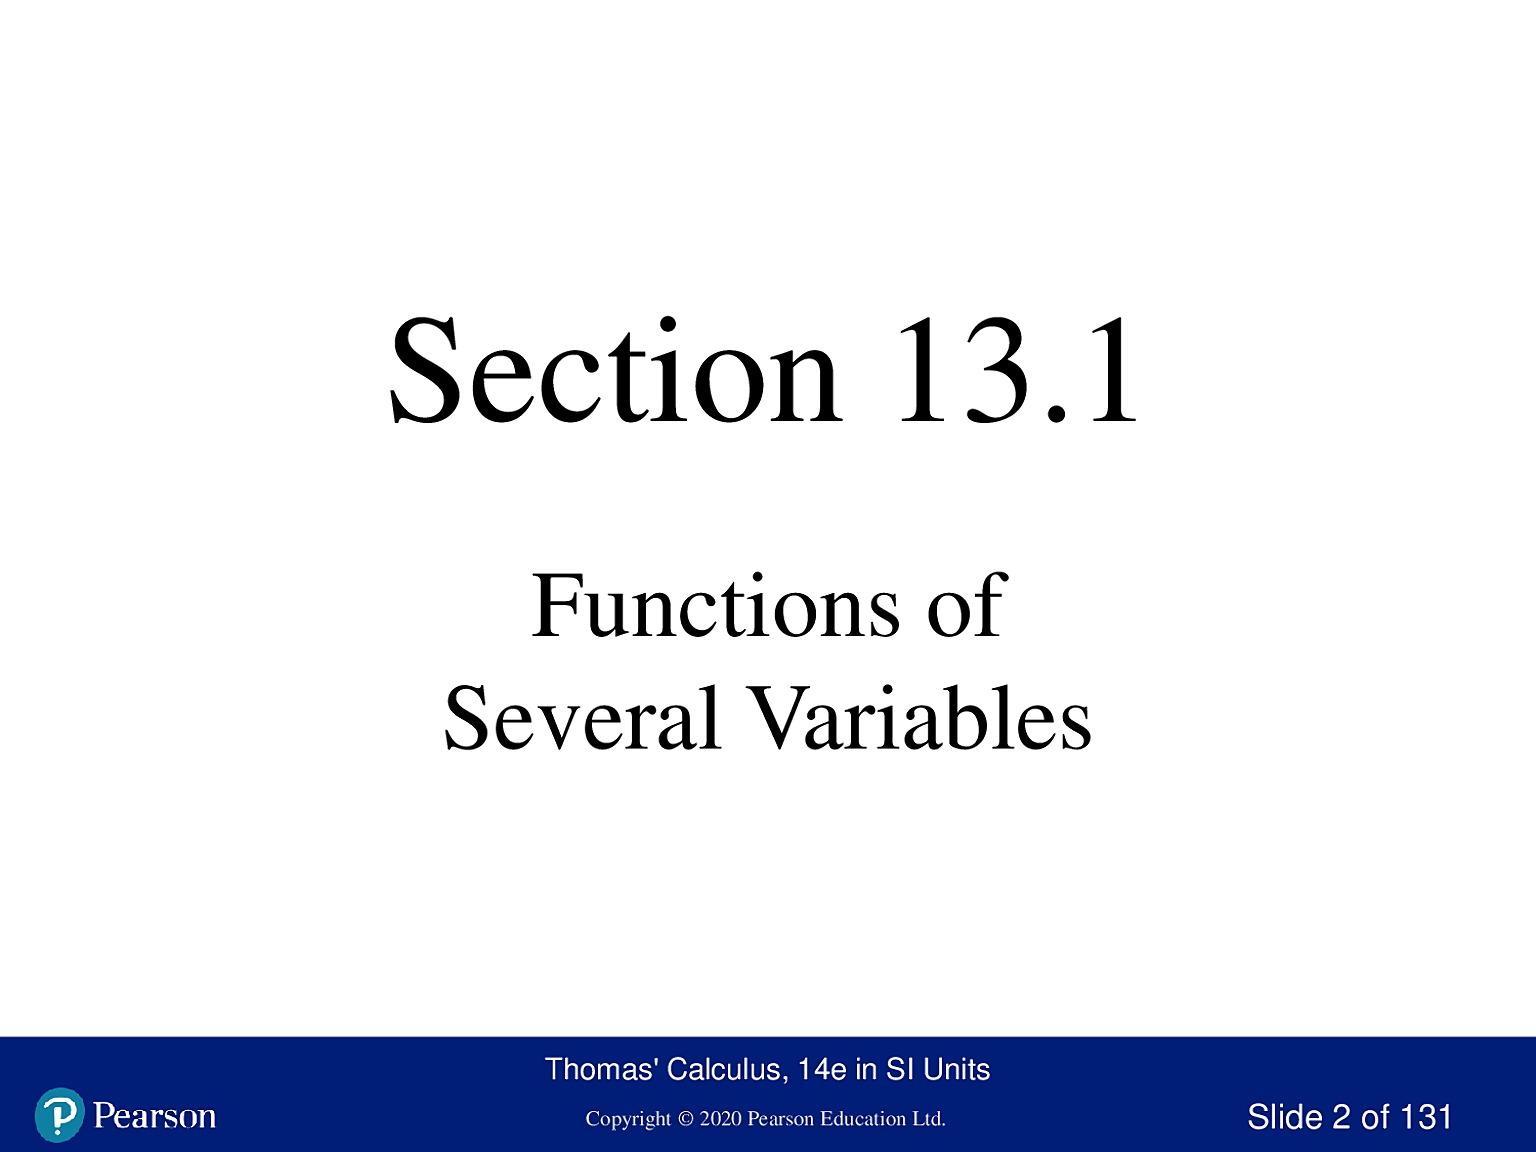 Section 13.1
Functions of
Several Variables
Thomas' Calculus, 14e in SI Units
Pearson
Copyright © 2020 Pearson Education Ltd.
Slide 2 of 131